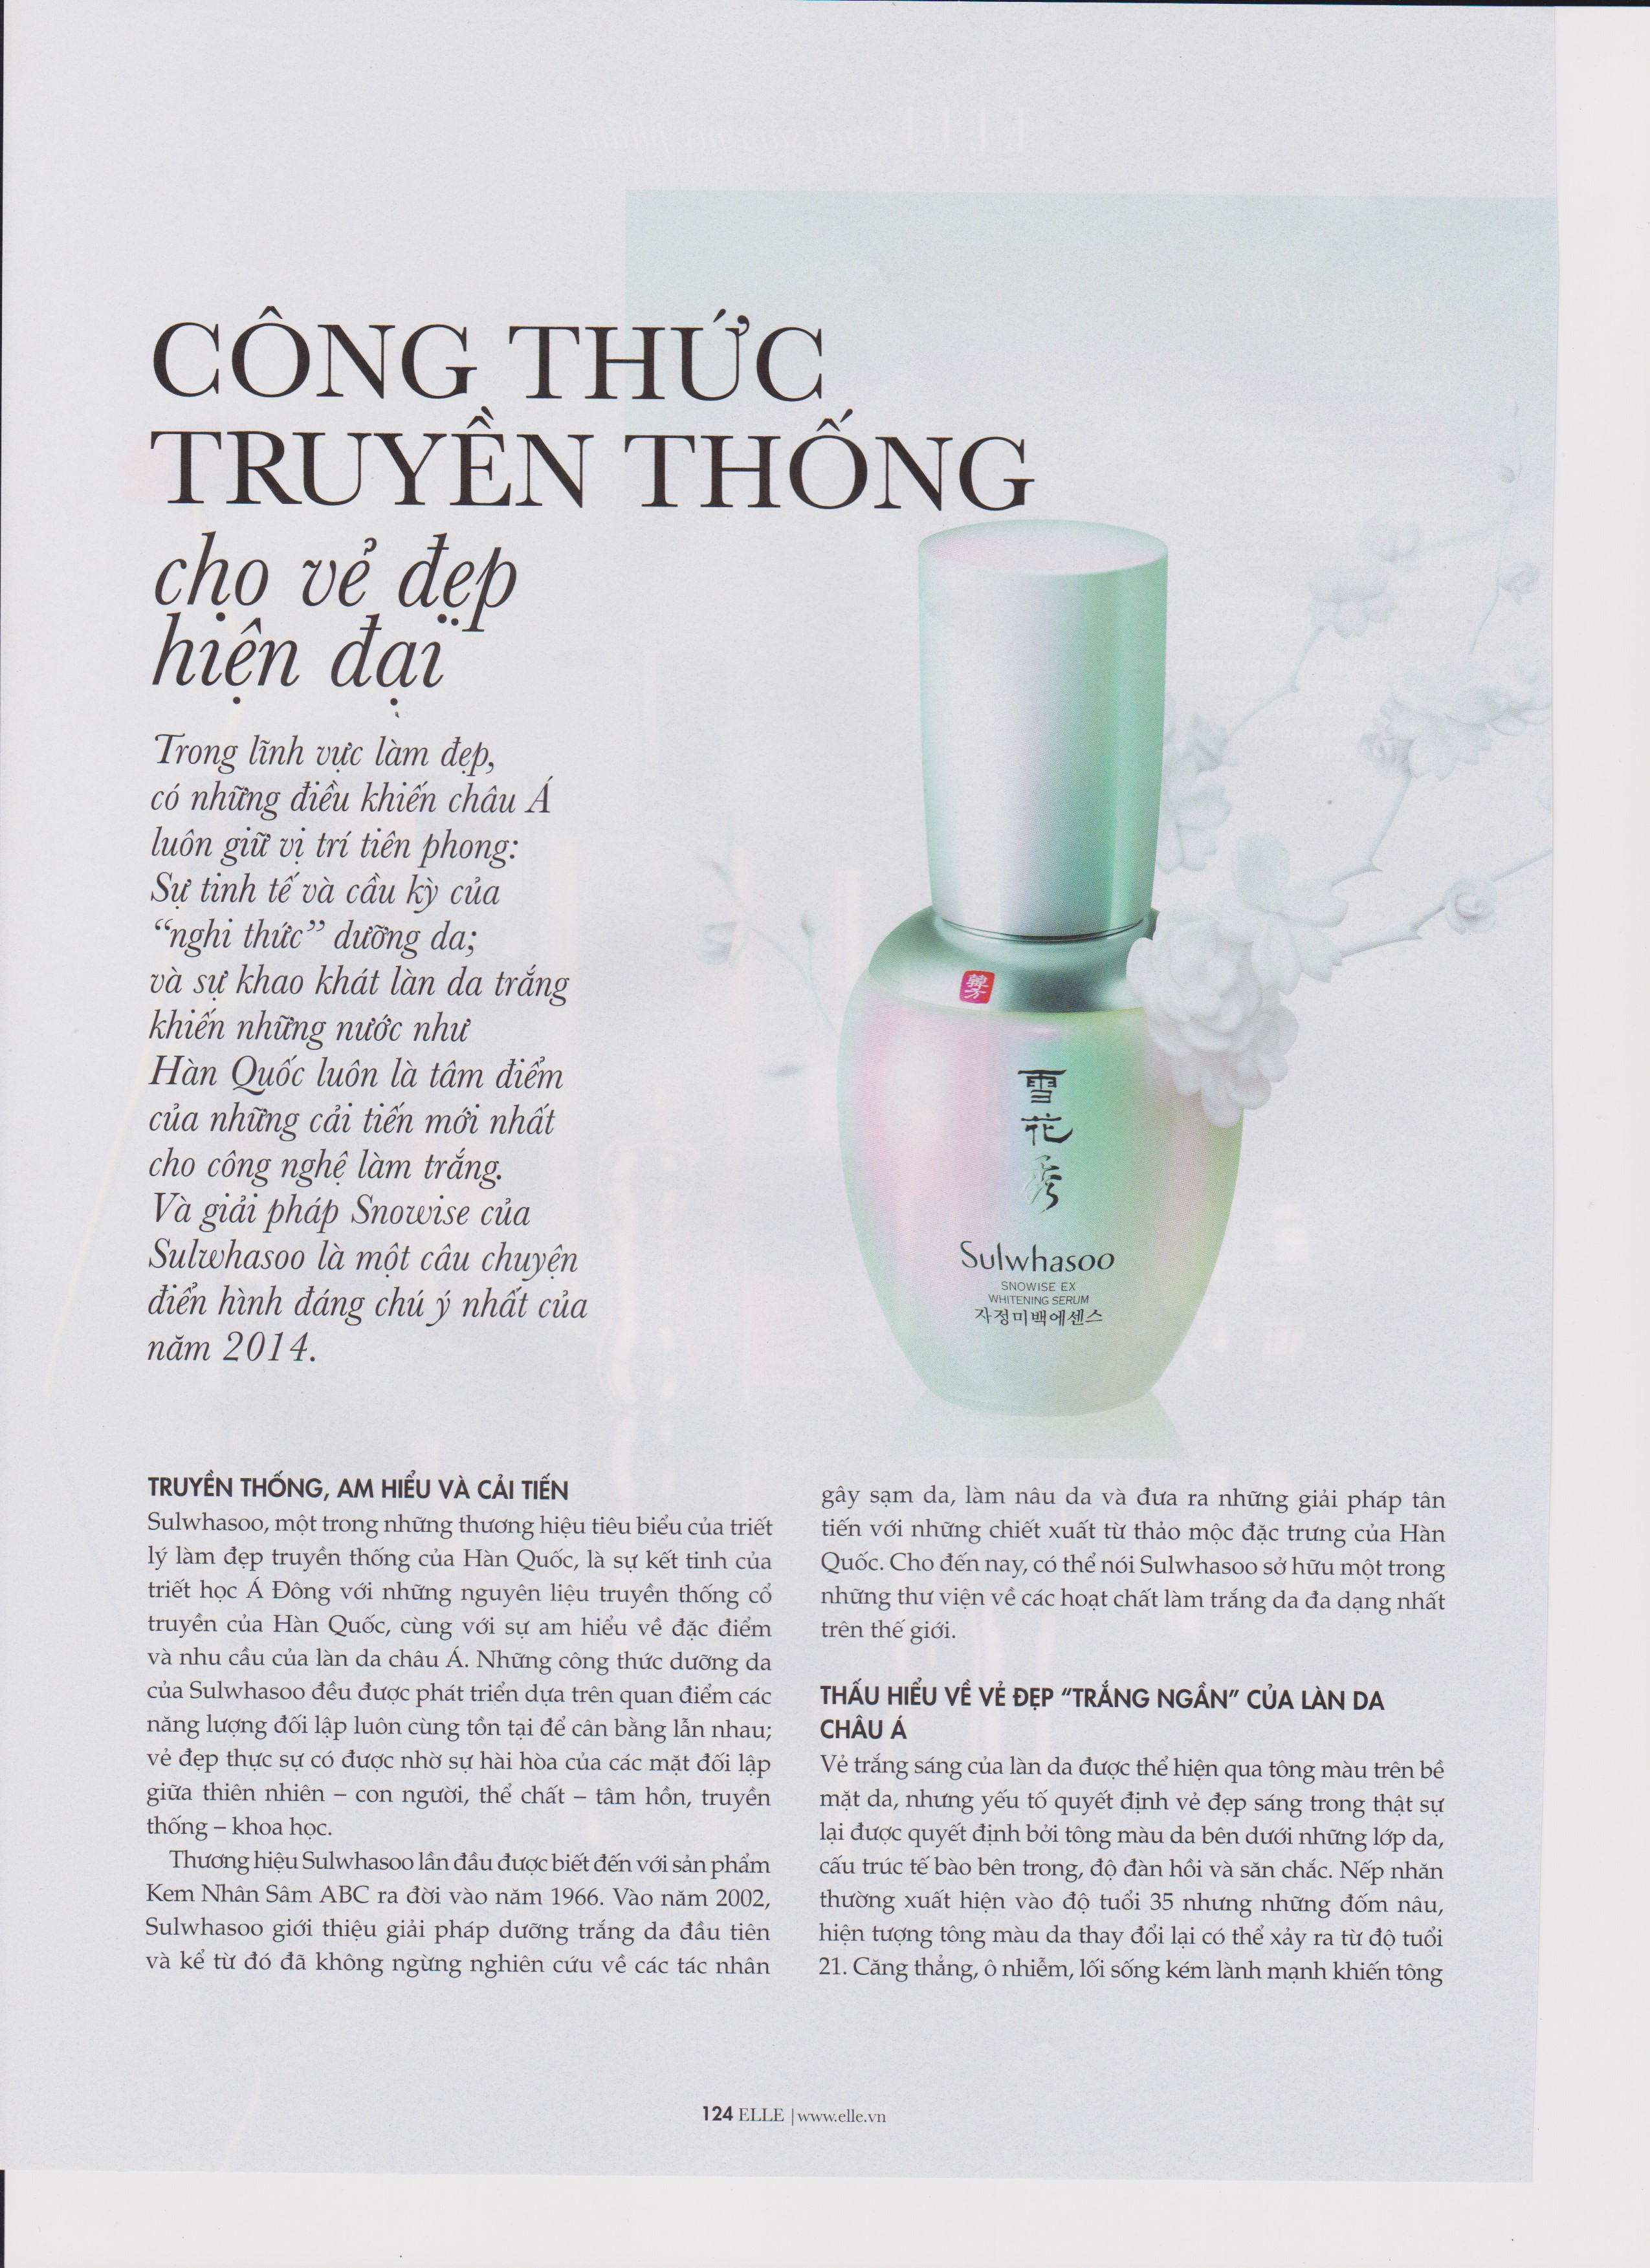 CÔNG THỨC
TRUYỀN THỐNG
cho vẻ đẹp
hiện đại
Trong lĩnh vực làm đẹp,
có những điều khiến châu Á
luôn giữ vị trí tiên phong:
Sự tinh tế và cầu kỳ của
“nghi thức” dưỡng da;
và sự khao khát làn da trắng
khiến những nước như
Hàn Quốc luôn là tâm điểm
của những cải tiến mới nhất
cho công nghệ làm trắng.
Và giải pháp Snowise của
Sulwhasoo là một câu chuyện
điển hình đáng chú ý nhất của
năm 2014.
韓
方
雪
花
秀
Sulwhasoo
SNOWISE EX
WHITENING SERUM
자정미백에센스
TRUYỀN THỐNG, AM HIỂU VÀ CẢI TIẾN
Sulwhasoo, một trong những thương hiệu tiêu biểu của triết
lý làm đẹp truyền thống của Hàn Quốc, là sự kết tinh của
triết học Á Đông với những nguyên liệu truyền thống cổ
truyền của Hàn Quốc, cùng với sự am hiểu về đặc điểm
và nhu cầu của làn da châu Á. Những công thức dưỡng da
của Sulwhasoo đều được phát triển dựa trên quan điểm các
năng lượng đối lập luôn cùng tồn tại để cân bằng lẫn nhau;
vẻ đẹp thực sự có được nhờ sự hài hòa của các mặt đối lập
giữa thiên nhiên – con người, thể chất – tâm hồn, truyền
thống – khoa học.
Thương hiệu Sulwhasoo lần đầu được biết đến với sản phẩm
Kem Nhân Sâm ABC ra đời vào năm 1966. Vào năm 2002,
Sulwhasoo giới thiệu giải pháp dưỡng trắng da đầu tiên
và kể từ đó đã không ngừng nghiên cứu về các tác nhân
gây sạm da, làm nâu da và đưa ra những giải pháp tân
tiến với những chiết xuất từ thảo mộc đặc trưng của Hàn
Quốc. Cho đến nay, có thể nói Sulwhasoo sở hữu một trong
những thư viện về các hoạt chất làm trắng da đa dạng nhất
trên thế giới.
THẤU HIỂU VỀ VẺ ĐẸP “TRẮNG NGẦN” CỦA LÀN DA
CHÂU Á
Vẻ trắng sáng của làn da được thể hiện qua tông màu trên bề
mặt da, nhưng yếu tố quyết định vẻ đẹp sáng trong thật sự
lại được quyết định bởi tông màu da bên dưới những lớp da,
cấu trúc tế bào bên trong, độ đàn hồi và săn chắc. Nếp nhăn
thường xuất hiện vào độ tuổi 35 nhưng những đốm nâu,
hiện tượng tông màu da thay đổi lại có thể xảy ra từ độ tuổi
21. Căng thẳng, ô nhiễm, lối sống kém lành mạnh khiến tông
124 ELLE | www.elle.vn